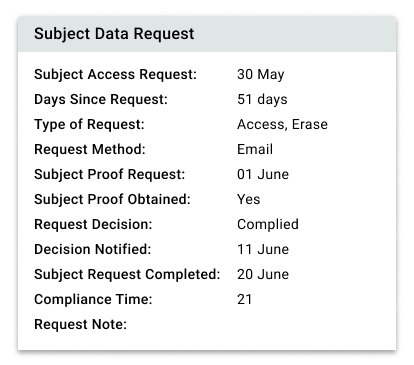 Subject Data Request
Subject Access Request: 30 May
Days Since Request: 51 days
Type of Request: Access, Erase
Request Method: Email
Subject Proof Request: 01 June
Subject Proof Obtained: Yes
Request Decision: Complied
Decision Notified: 11 June
Subject Request Completed: 20 June
Compliance Time: 21
Request Note: